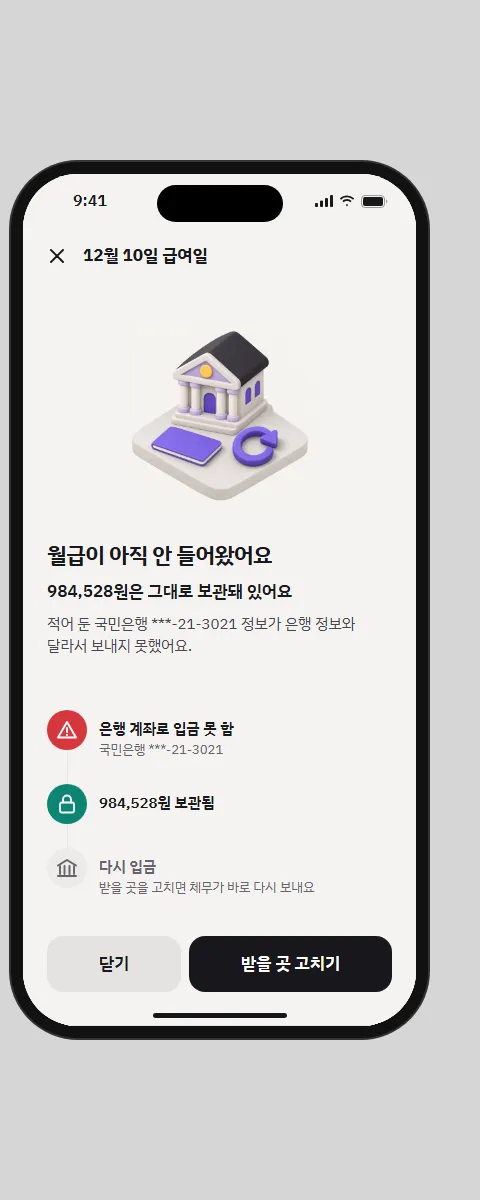 9:41
12월 10일 급여일
월급이 아직 안 들어왔어요
984,528원은 그대로 보관돼 있어요
적어 둔 국민은행 ***-21-3021 정보가 은행 정보와
달라서 보내지 못했어요.
은행 계좌로 입금 못 함
국민은행 ***-21-3021
984,528원 보관됨
다시 입금
받을 곳을 고치면 체무가 바로 다시 보내요
닫기
받을 곳 고치기